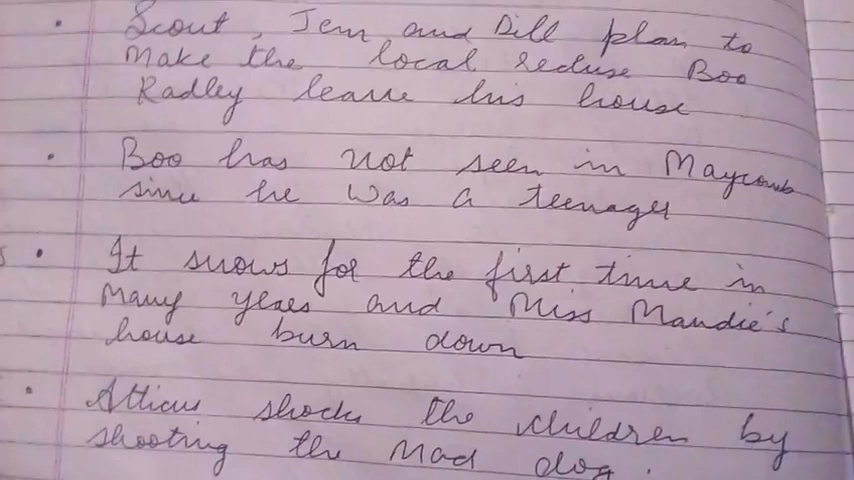 • Scout, Jem and Dill plan to
Make the local recluse Boo
Radley leave his house
• Boo has not seen in Maycomb
since he was a teenager
• It snows for the first time in
Many years and Miss Maudie's
house burn down
• Atticus shocks the children by
shooting the Mad dog.